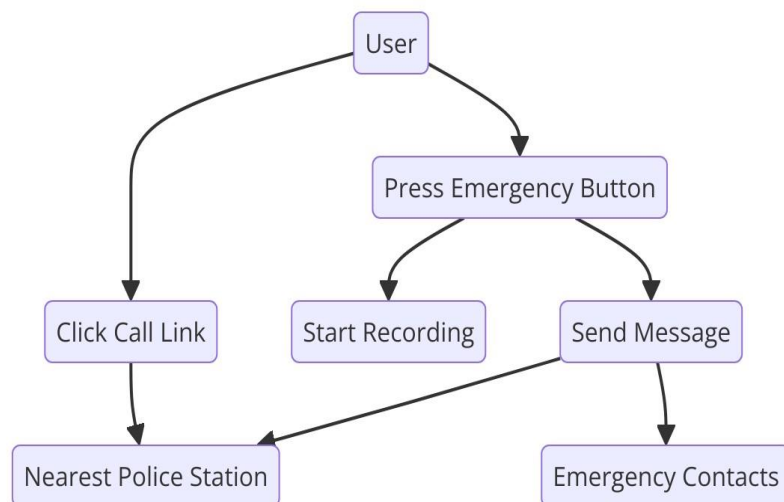 User
Press Emergency Button
Click Call Link
Start Recording
Send Message
Nearest Police Station
Emergency Contacts